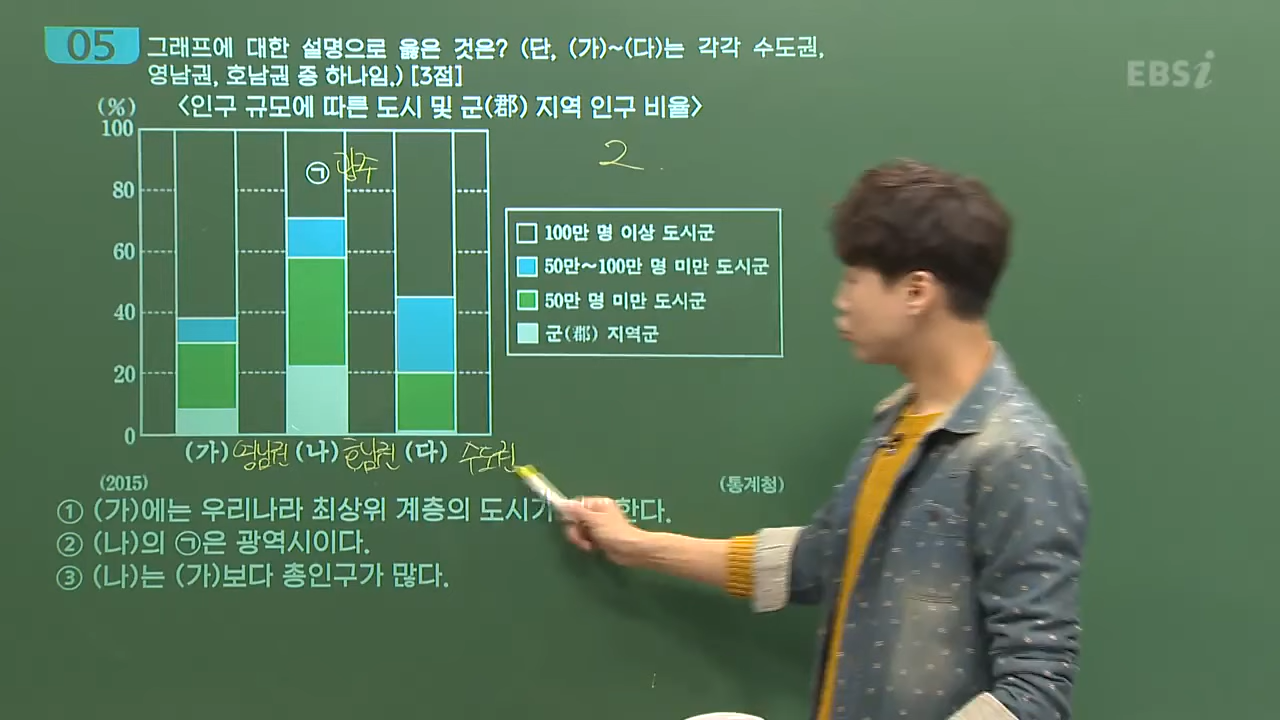 05
그래프에 대한 설명으로 옳은 것은? (단, (가)~(다)는 각각 수도권,
영남권, 호남권 중 하나임.) [3점]
EBSi
(%)
<인구 규모에 따른 도시 및 군(郡) 지역 인구 비율>
100
80
60
40
20
0
㉠ 광주
2
100만 명 이상 도시군
50만~100만 명 미만 도시군
50만 명 미만 도시군
군(郡) 지역군
(가) 영남권 (나) 호남권 (다) 수도권
(2015)
(통계청)
① (가)에는 우리나라 최상위 계층의 도시가 한다.
② (나)의 ㉠은 광역시이다.
③ (나)는 (가)보다 총인구가 많다.